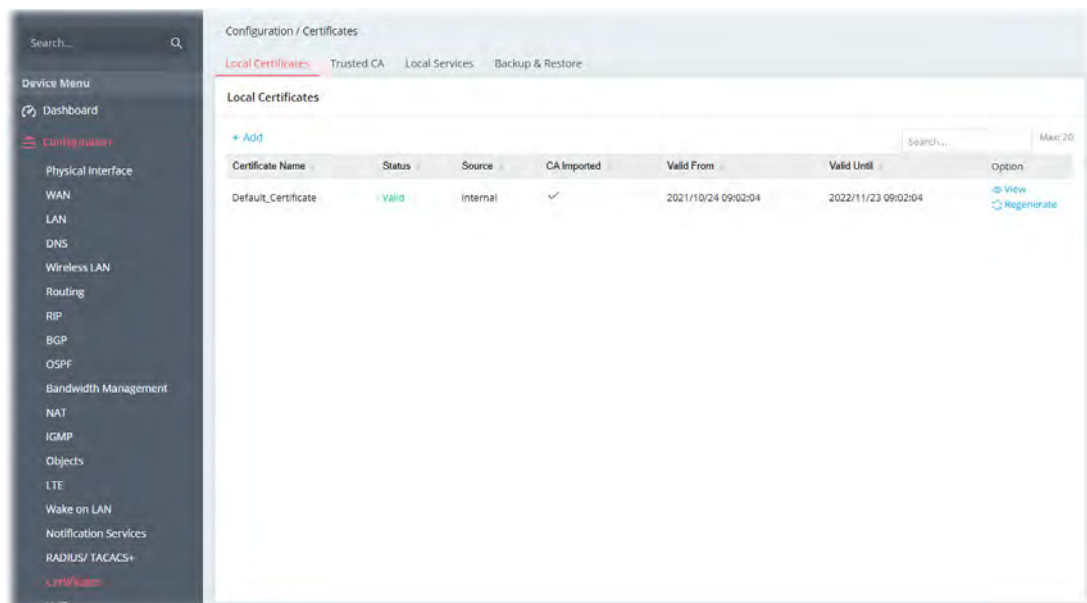 Search...
Device Menu
Dashboard
Configuration
Physical Interface
WAN
LAN
DNS
Wireless LAN
Routing
RIP
BGP
OSPF
Bandwidth Management
NAT
IGMP
Objects
LTE
Wake on LAN
Notification Services
RADIUS/ TACACS+
Certificates
Configuration / Certificates
Local Certificates Trusted CA Local Services Backup & Restore
Local Certificates
+ Add Search... Max: 20
Certificate Name Status Source CA Imported Valid From Valid Until Option
Default_Certificate Valid Internal ✓ 2021/10/24 09:02:04 2022/11/23 09:02:04 View
Regenerate